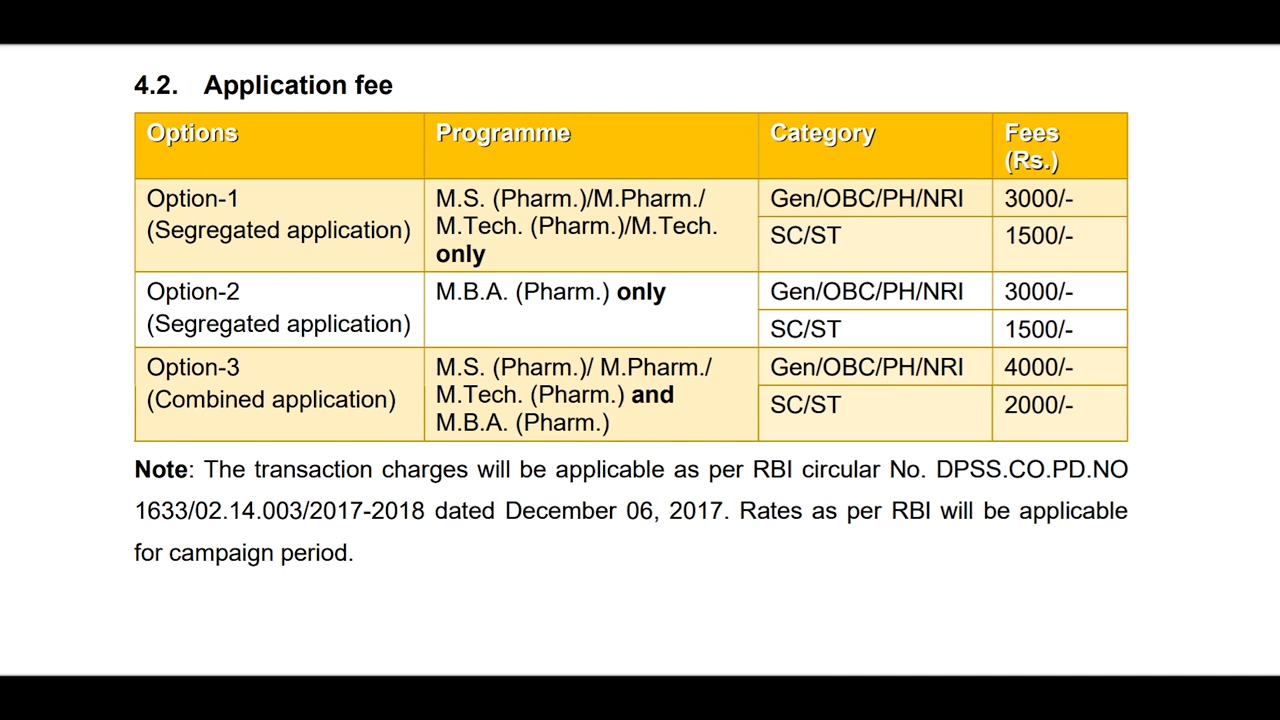 4.2. Application fee
Options Programme Category Fees
(Rs.)
Option-1
(Segregated application)
M.S. (Pharm.)/M.Pharm./
M.Tech. (Pharm.)/M.Tech.
only
Gen/OBC/PH/NRI 3000/-
SC/ST 1500/-
Option-2
(Segregated application)
M.B.A. (Pharm.) only
Gen/OBC/PH/NRI 3000/-
SC/ST 1500/-
Option-3
(Combined application)
M.S. (Pharm.)/ M.Pharm./
M.Tech. (Pharm.) and
M.B.A. (Pharm.)
Gen/OBC/PH/NRI 4000/-
SC/ST 2000/-
Note: The transaction charges will be applicable as per RBI circular No. DPSS.CO.PD.NO
1633/02.14.003/2017-2018 dated December 06, 2017. Rates as per RBI will be applicable
for campaign period.